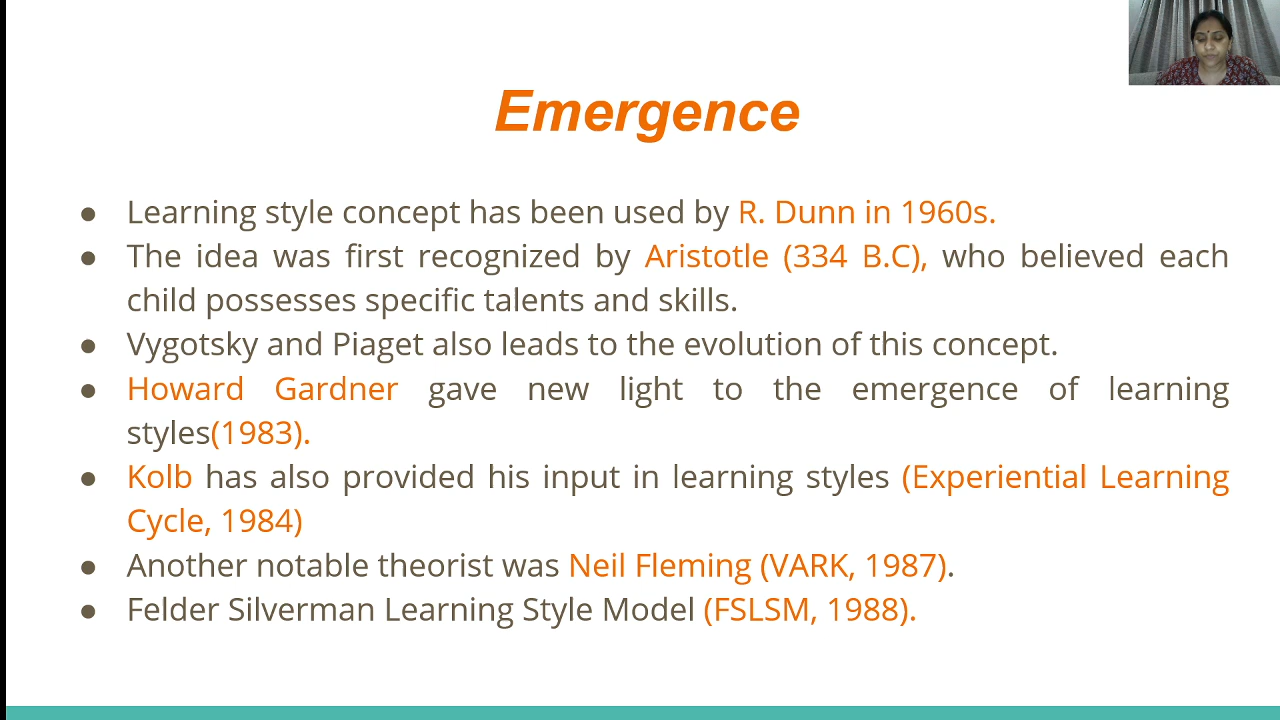 Emergence
● Learning style concept has been used by R. Dunn in 1960s.
● The idea was first recognized by Aristotle (334 B.C), who believed each
child possesses specific talents and skills.
● Vygotsky and Piaget also leads to the evolution of this concept.
● Howard Gardner gave new light to the emergence of learning
styles(1983).
● Kolb has also provided his input in learning styles (Experiential Learning
Cycle, 1984)
● Another notable theorist was Neil Fleming (VARK, 1987).
● Felder Silverman Learning Style Model (FSLSM, 1988).